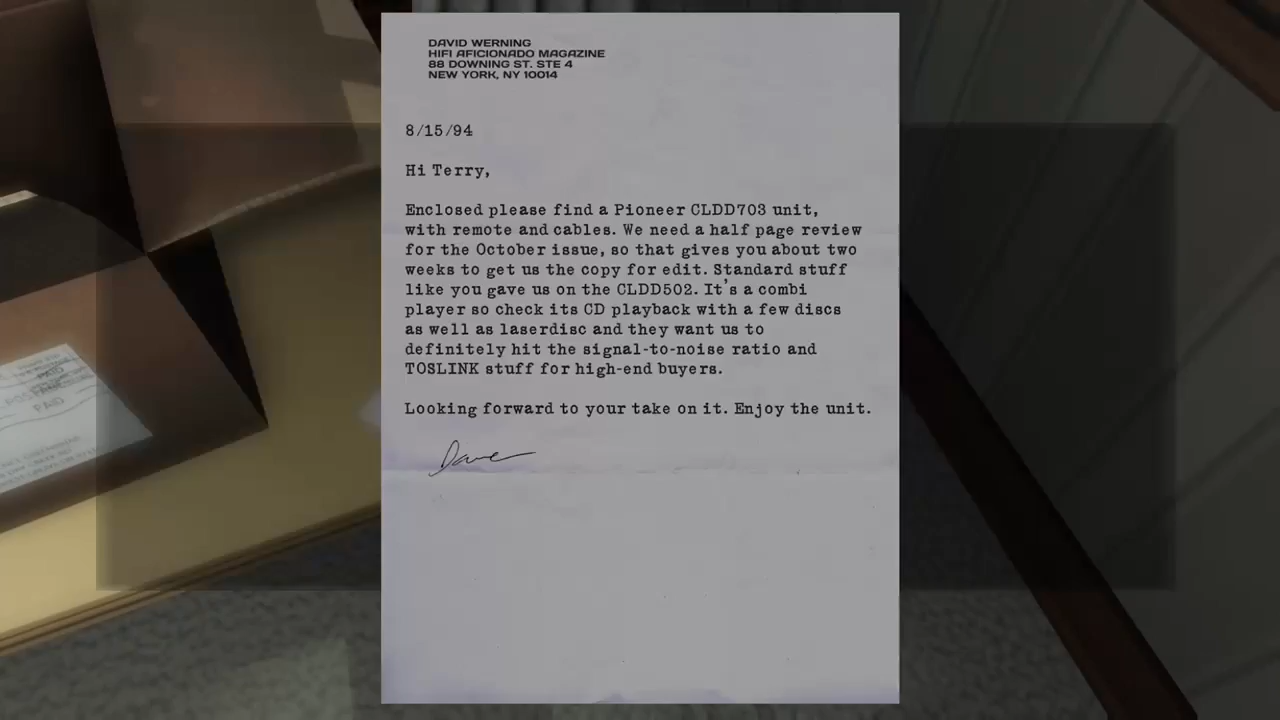 DAVID WERNING
HIFI AFICIONADO MAGAZINE
88 DOWNING ST. STE 4
NEW YORK, NY 10014
8/15/94
Hi Terry,
Enclosed please find a Pioneer CLDD703 unit,
with remote and cables. We need a half page review
for the October issue, so that gives you about two
weeks to get us the copy for edit. Standard stuff
like you gave us on the CLDD502. It's a combi
player so check its CD playback with a few discs
as well as laserdisc and they want us to
definitely hit the signal-to-noise ratio and
TOSLINK stuff for high-end buyers.
Looking forward to your take on it. Enjoy the unit.
Dave
PAID
PAID